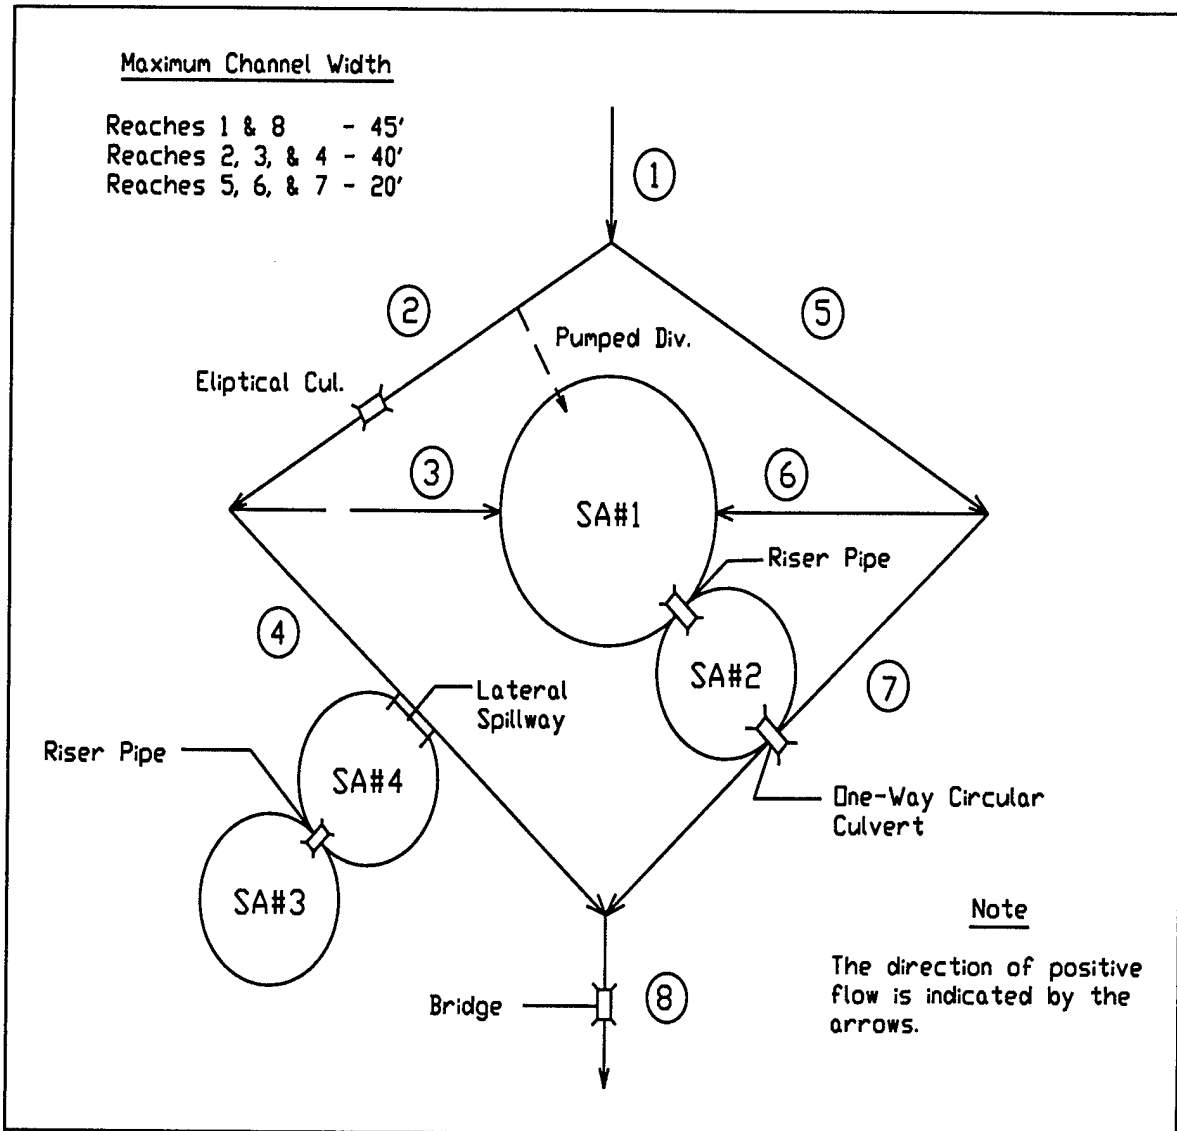 Maximum Channel Width
Reaches 1 & 8 - 45'
Reaches 2, 3, & 4 - 40'
Reaches 5, 6, & 7 - 20'
1
2
5
Pumped Div.
Eliptical Cul.
3
6
SA#1
Riser Pipe
4
SA#2
7
Lateral
Spillway
Riser Pipe
SA#4
One-Way Circular
Culvert
SA#3
Note
The direction of positive
flow is indicated by the
arrows.
Bridge
8